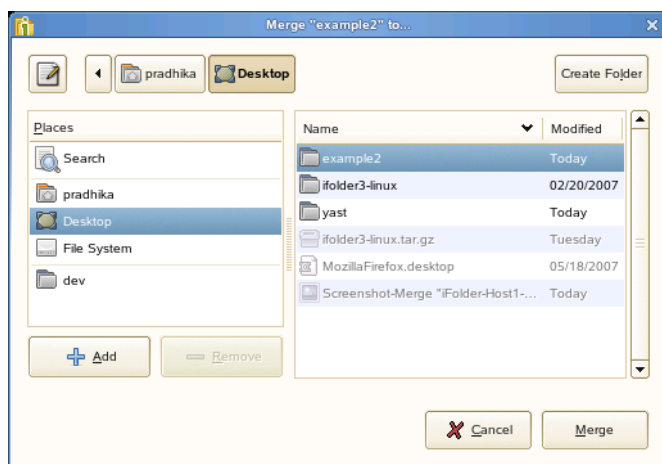 Merge "example2" to...
pradhika
Desktop
Create Folder
Places
Search
pradhika
Desktop
File System
dev
Add
Remove
Name Modified
example2 Today
ifolder3-linux 02/20/2007
yast Today
ifolder3-linux.tar.gz Tuesday
MozillaFirefox.desktop 05/18/2007
Screenshot-Merge "iFolder-Host1-... Today
Cancel
Merge